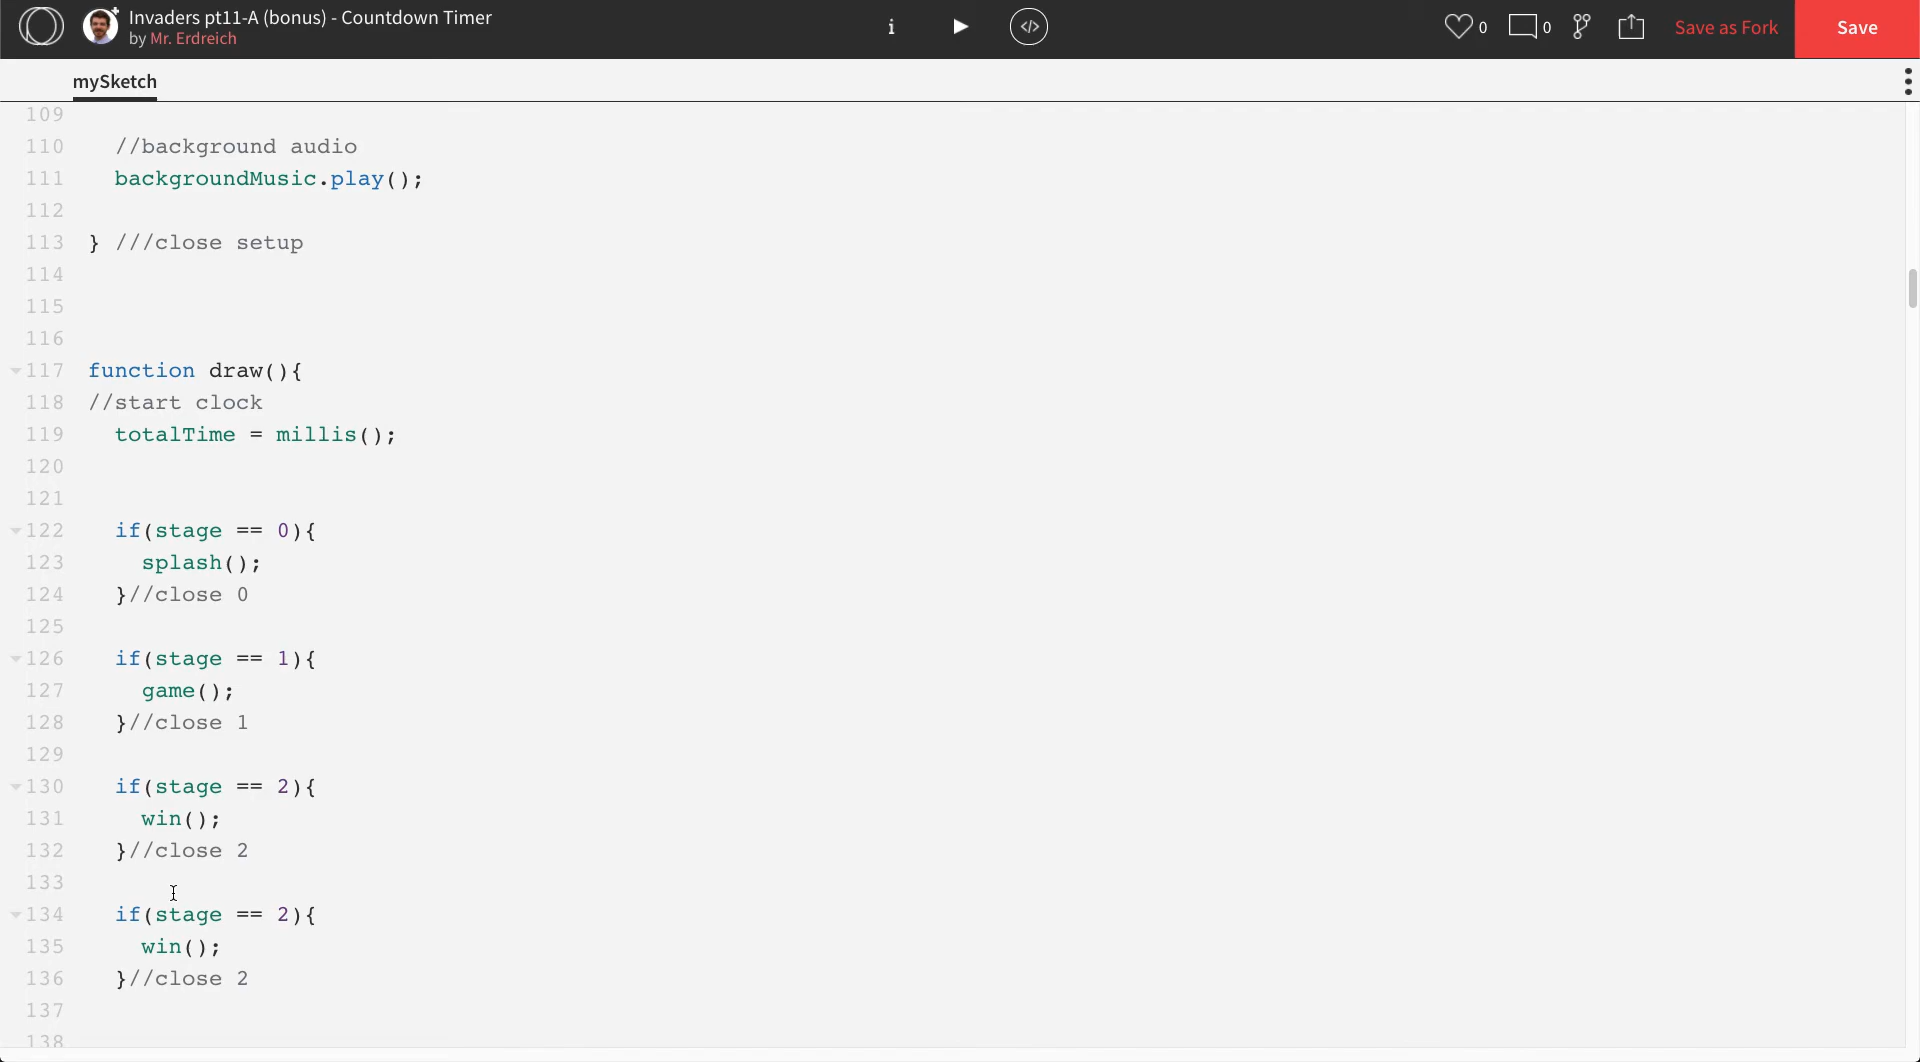 Invaders pt11-A (bonus) - Countdown Timer
by Mr. Erdreich
i
</>
0
0
Save as Fork
Save
mySketch
109
110 //background audio
111 backgroundMusic.play();
112
113 } ///close setup
114
115
116
117 function draw(){
118 //start clock
119 totalTime = millis();
120
121
122 if(stage == 0){
123 splash();
124 }//close 0
125
126 if(stage == 1){
127 game();
128 }//close 1
129
130 if(stage == 2){
131 win();
132 }//close 2
133
134 if(stage == 2){
135 win();
136 }//close 2
137
138